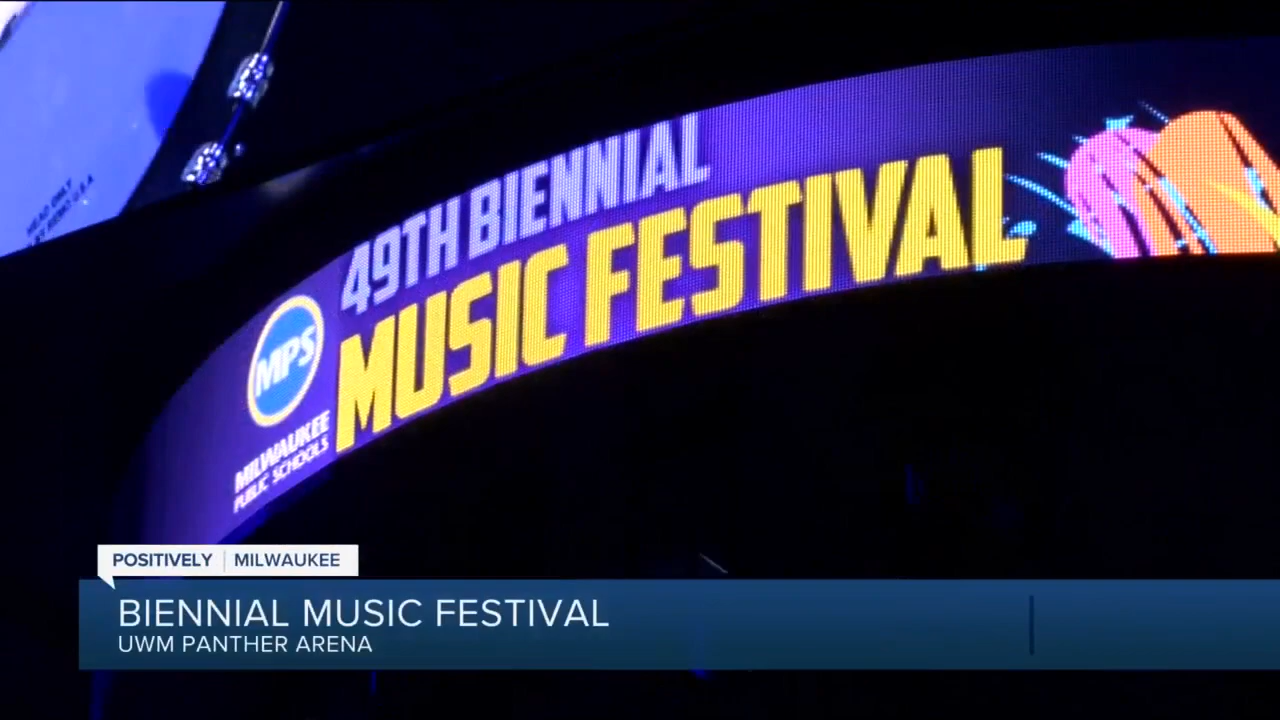 49TH BIENNIAL
MUSIC FESTIVAL
MPS
MILWAUKEE
PUBLIC SCHOOLS
POSITIVELY | MILWAUKEE
BIENNIAL MUSIC FESTIVAL
UWM PANTHER ARENA